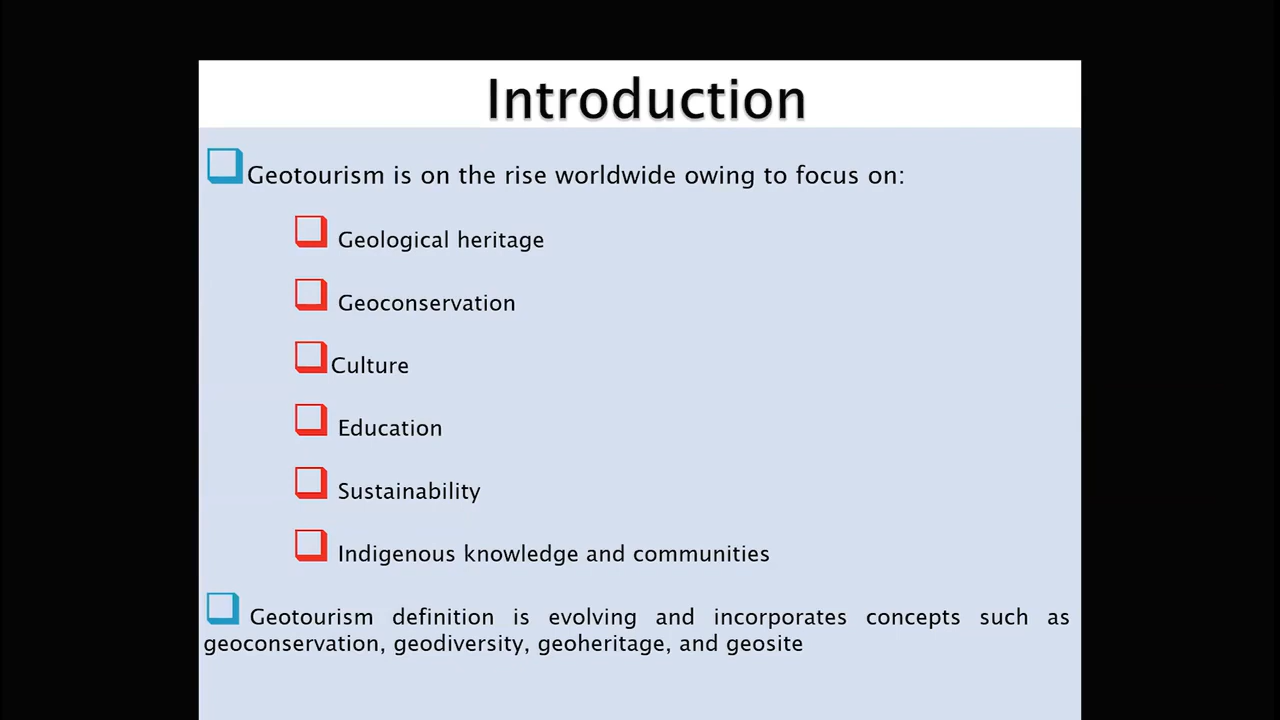 Introduction
Geotourism is on the rise worldwide owing to focus on:
Geological heritage
Geoconservation
Culture
Education
Sustainability
Indigenous knowledge and communities
Geotourism definition is evolving and incorporates concepts such as
geoconservation, geodiversity, geoheritage, and geosite